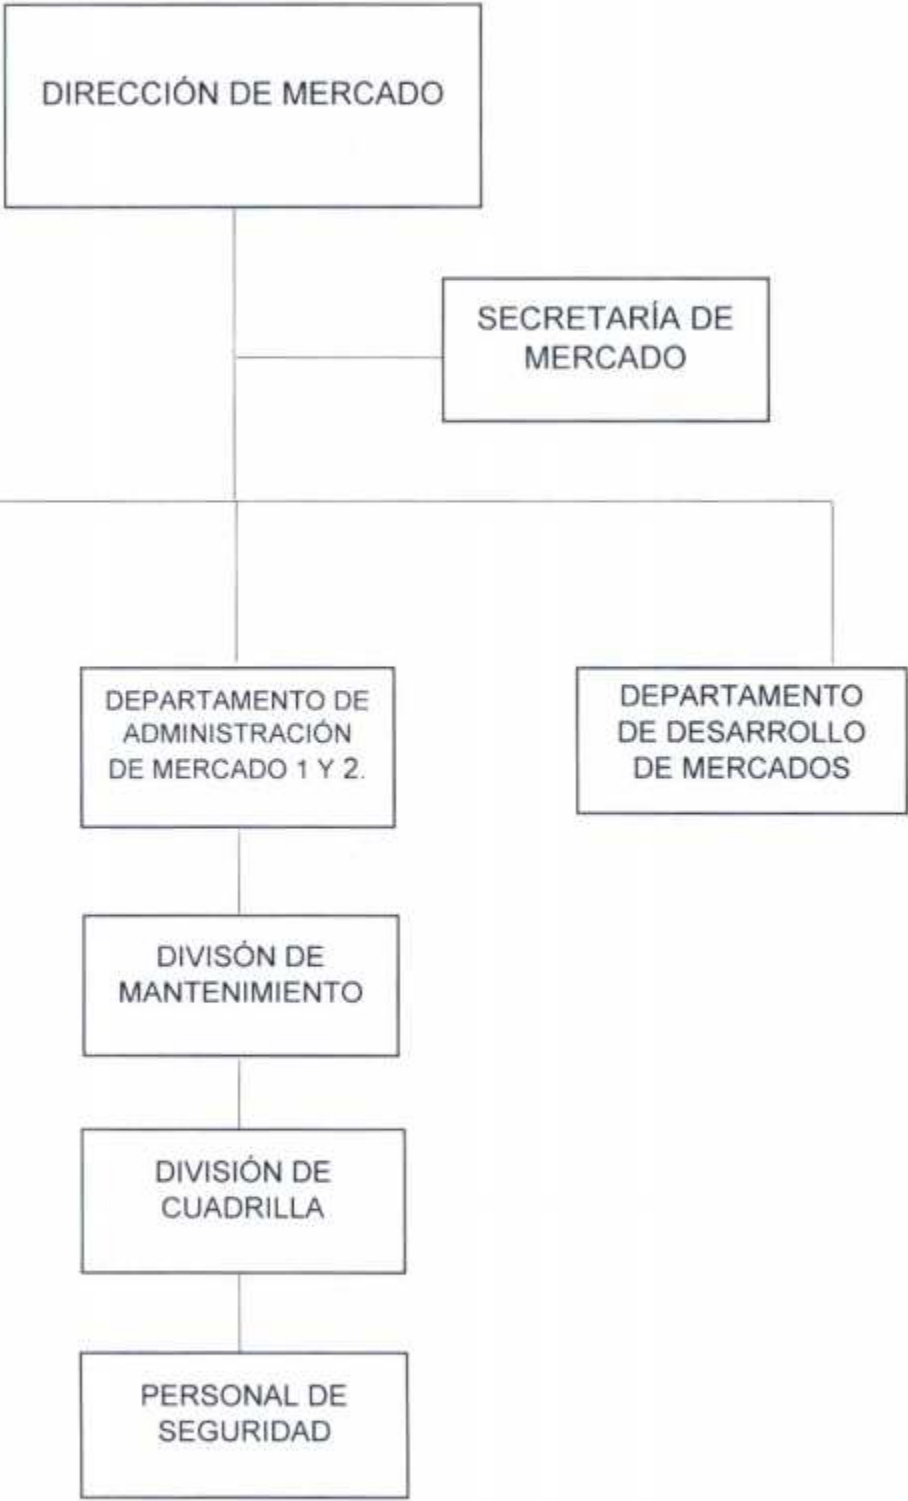 DIRECCIÓN DE MERCADO
SECRETARÍA DE
MERCADO
DEPARTAMENTO DE
ADMINISTRACIÓN
DE MERCADO 1 Y 2.
DEPARTAMENTO
DE DESARROLLO
DE MERCADOS
DIVISÓN DE
MANTENIMIENTO
DIVISIÓN DE
CUADRILLA
PERSONAL DE
SEGURIDAD